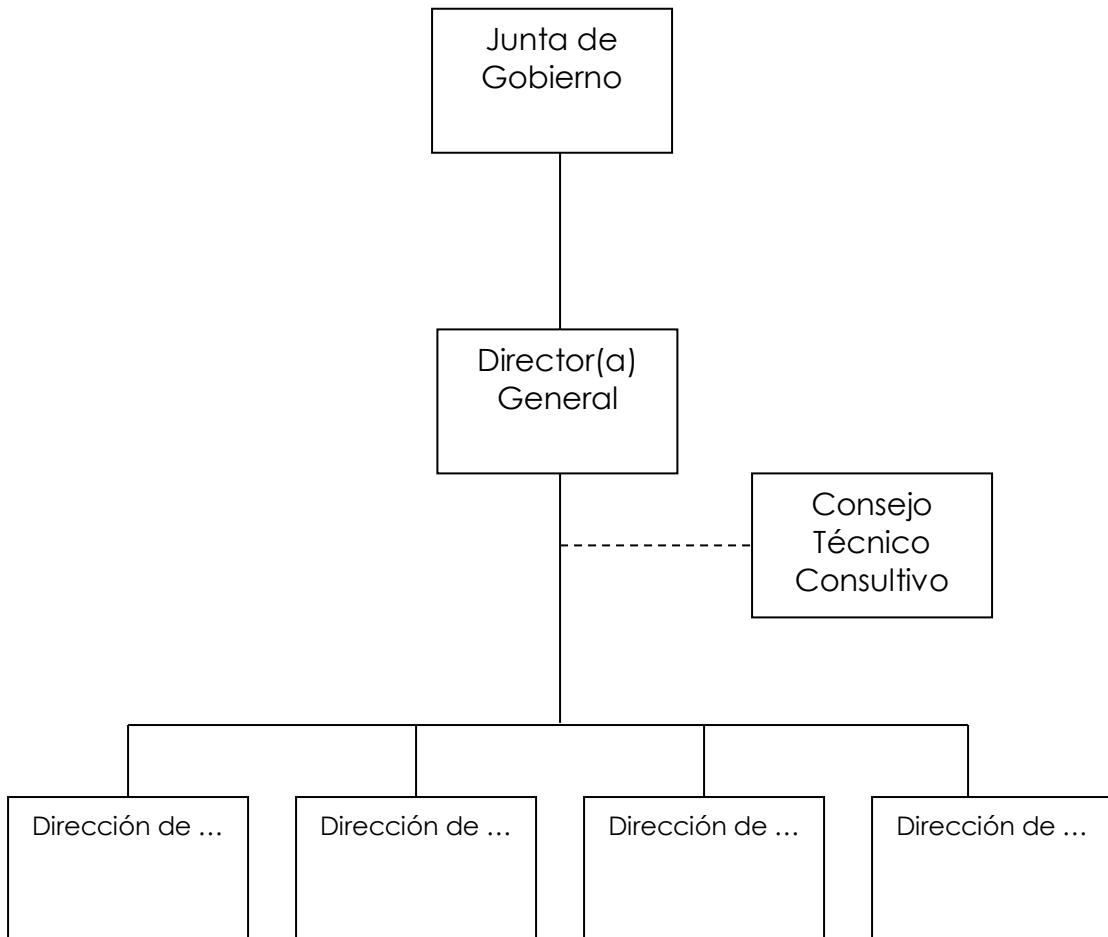 Junta de
Gobierno
Director(a)
General
Consejo
Técnico
Consultivo
Dirección de ...
Dirección de ...
Dirección de ...
Dirección de ...